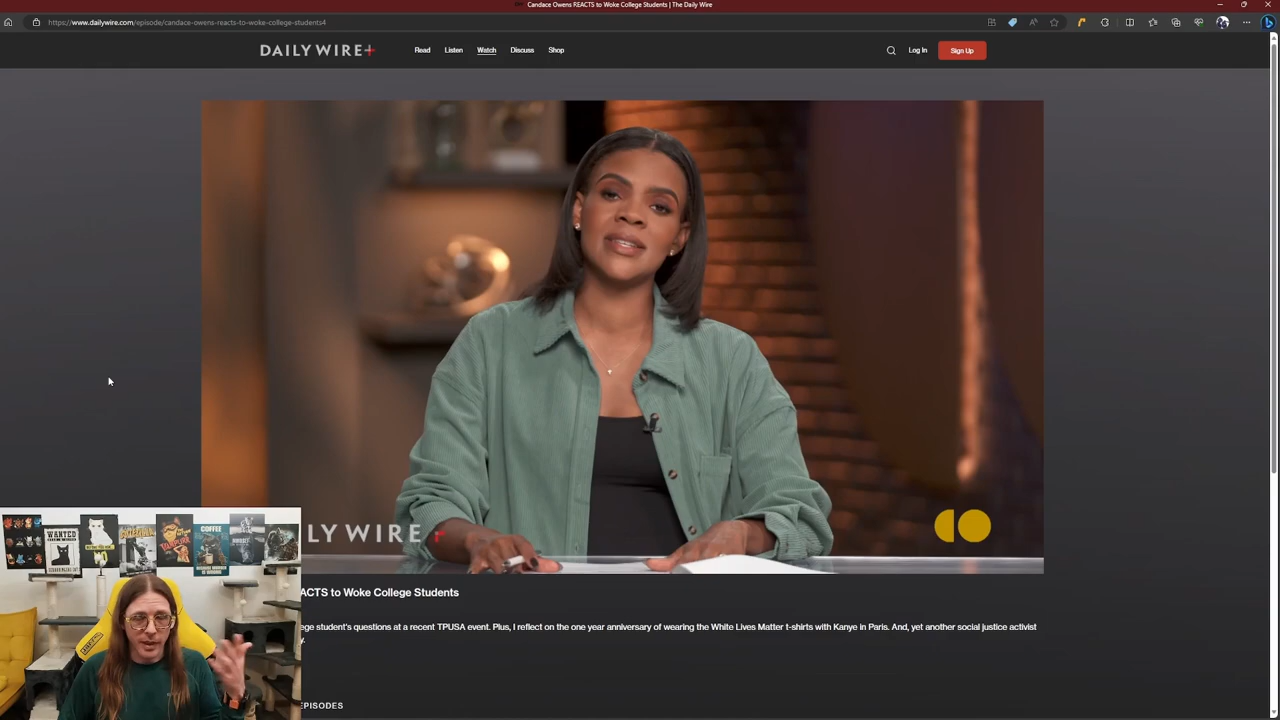 Candace Owens REACTS to Woke College Students | The Daily Wire
https://www.dailywire.com/episode/candace-owens-reacts-to-woke-college-students4
DAILYWIRE+
Read
Listen
Watch
Discuss
Shop
Log In
Sign Up
LY WIRE +
ACTS to Woke College Students
ege student's questions at a recent TPUSA event. Plus, I reflect on the one year anniversary of wearing the White Lives Matter t-shirts with Kanye in Paris. And, yet another social justice activist
y.
WANTED
COFFEE
EPISODES